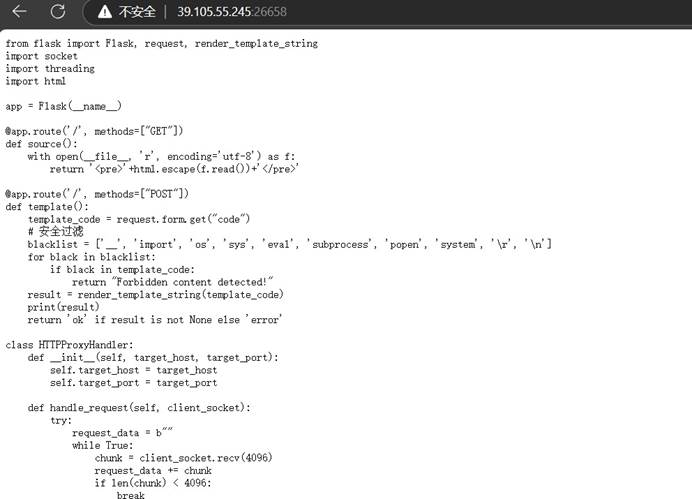 不安全 39.105.55.245:26658
from flask import Flask, request, render_template_string
import socket
import threading
import html
app = Flask(__name__)
@app.route('/', methods=["GET"])
def source():
    with open(__file__, 'r', encoding='utf-8') as f:
        return '<pre>'+html.escape(f.read())+'</pre>'
@app.route('/', methods=["POST"])
def template():
    template_code = request.form.get("code")
    # 安全过滤
    blacklist = ['__', 'import', 'os', 'sys', 'eval', 'subprocess', 'popen', 'system', '\r', '\n']
    for black in blacklist:
        if black in template_code:
            return "Forbidden content detected!"
    result = render_template_string(template_code)
    print(result)
    return 'ok' if result is not None else 'error'
class HTTPProxyHandler:
    def __init__(self, target_host, target_port):
        self.target_host = target_host
        self.target_port = target_port
    def handle_request(self, client_socket):
        try:
            request_data = b""
            while True:
                chunk = client_socket.recv(4096)
                request_data += chunk
                if len(chunk) < 4096:
                    break